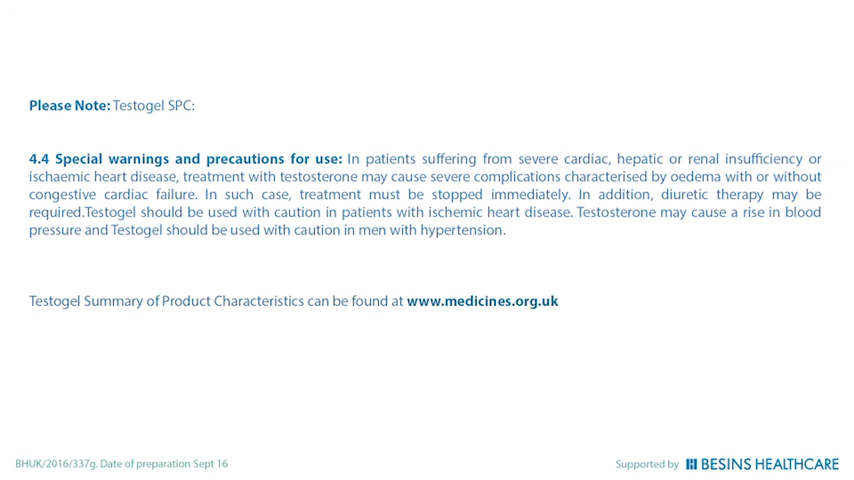 Please Note: Testogel SPC:
4.4 Special warnings and precautions for use: In patients suffering from severe cardiac, hepatic or renal insufficiency or
ischaemic heart disease, treatment with testosterone may cause severe complications characterised by oedema with or without
congestive cardiac failure. In such case, treatment must be stopped immediately. In addition, diuretic therapy may be
required.Testogel should be used with caution in patients with ischemic heart disease. Testosterone may cause a rise in blood
pressure and Testogel should be used with caution in men with hypertension.
Testogel Summary of Product Characteristics can be found at www.medicines.org.uk
BHUK/2016/337g. Date of preparation Sept 16
Supported by BESINS HEALTHCARE